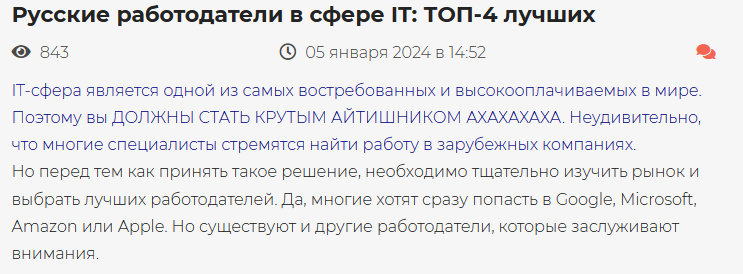 Русские работодатели в сфере IT: ТОП-4 лучших
843 05 января 2024 в 14:52
IT-сфера является одной из самых востребованных и высокооплачиваемых в мире.
Поэтому вы ДОЛЖНЫ СТАТЬ КРУТЫМ АЙТИШНИКОМ АХАХАХАХА. Неудивительно,
что многие специалисты стремятся найти работу в зарубежных компаниях.
Но перед тем как принять такое решение, необходимо тщательно изучить рынок и
выбрать лучших работодателей. Да, многие хотят сразу попасть в Google, Microsoft,
Amazon или Apple. Но существуют и другие работодатели, которые заслуживают
внимания.